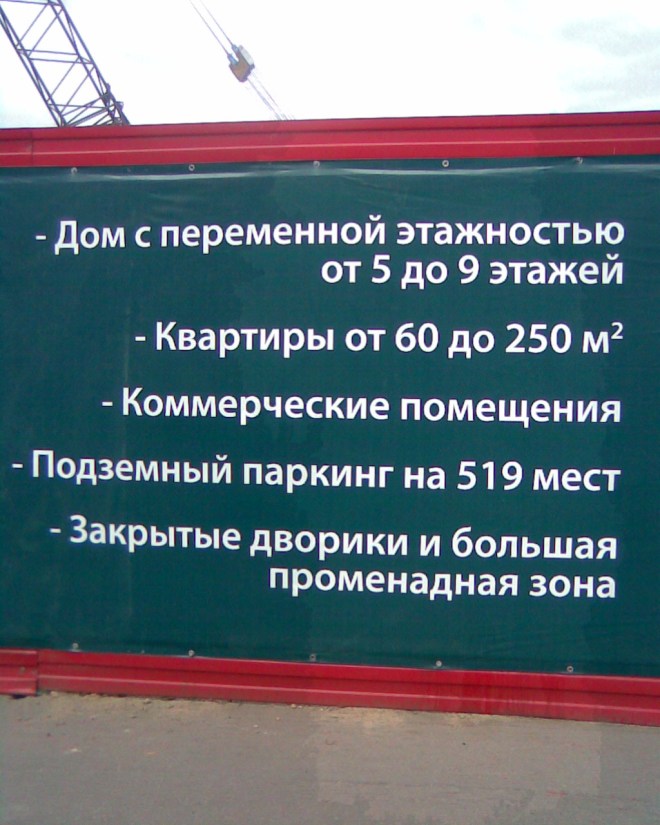 - Дом с переменной этажностью
от 5 до 9 этажей
- Квартиры от 60 до 250 м²
- Коммерческие помещения
- Подземный паркинг на 519 мест
- Закрытые дворики и большая
променадная зона